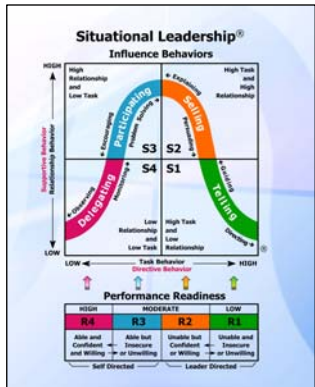 Situational Leadership®
Influence Behaviors
HIGH
High
Relationship
and
Low Task
High Task
and
High
Relationship
Participating
Encouraging
Problem Solving
Selling
Explaining
Persuading
S3 S2
S4 S1
Delegating
Observing
Monitoring
Telling
Guiding
Directing
Supportive Behavior
Relationship Behavior
Low
Relationship
and
Low Task
High Task
and
Low
Relationship
®
LOW
LOW Task Behavior HIGH
Directive Behavior
Performance Readiness
HIGH MODERATE LOW
R4 R3 R2 R1
Able and
Confident
and Willing
Able but
Insecure
or Unwilling
Unable but
Confident
or Willing
Unable and
Insecure
or Unwilling
Self Directed Leader Directed